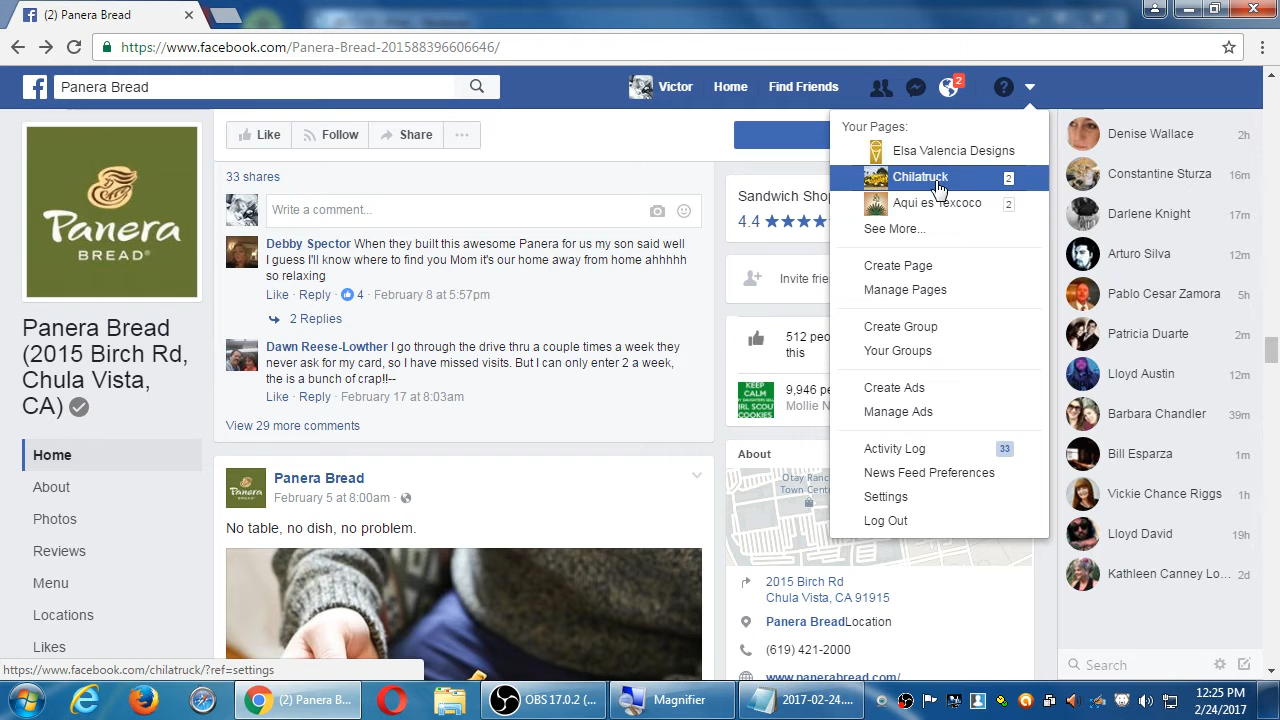 (2) Panera Bread
https://www.facebook.com/Panera-Bread-201588396606646/
Panera Bread
Victor
Home
Find Friends
2
Like
Follow
Share
33 shares
Write a comment...
Debby Spector When they built this awesome Panera for us my son said well
I guess I'll know where to find you Mom it's our home away from home ahhhhh
so relaxing
Like · Reply · 4 · February 8 at 5:57pm
2 Replies
Dawn Reese-Lowther I go through the drive thru a couple times a week they
never ask for my card, so I have missed visits. But I can only enter 2 a week,
the is a bunch of crap!!--
Like · Reply · February 17 at 8:03am
View 29 more comments
Panera Bread
February 5 at 8:00am ·
No table, no dish, no problem.
Panera
BREAD®
Panera Bread
(2015 Birch Rd,
Chula Vista,
CA)
Home
About
Photos
Reviews
Menu
Locations
Likes
Sandwich Sho
4.4
Invite frie
512 peo
this
KEEP
CALM
COOKIES
9,946 pe
Mollie N
About
Otay Ranc
Town Cente
2015 Birch Rd
Chula Vista, CA 91915
Panera Bread Location
(619) 421-2000
www.panerabread.com/
Your Pages:
Elsa Valencia Designs
Chilatruck 2
Aqui es Texcoco 2
See More...
Create Page
Manage Pages
Create Group
Your Groups
Create Ads
Manage Ads
Activity Log 33
News Feed Preferences
Settings
Log Out
Denise Wallace 2h
Constantine Sturza 16m
Darlene Knight 17m
Arturo Silva 12m
Pablo Cesar Zamora 5h
Patricia Duarte 2m
Lloyd Austin 12m
Barbara Chandler 39m
Bill Esparza 1m
Vickie Chance Riggs 1h
Lloyd David 19h
Kathleen Canney Lo... 2d
Search
https://www.facebook.com/chilatruck/?ref=settings
(2) Panera B...
OBS 17.0.2 (...
Magnifier
2017-02-24....
12:25 PM
2/24/2017